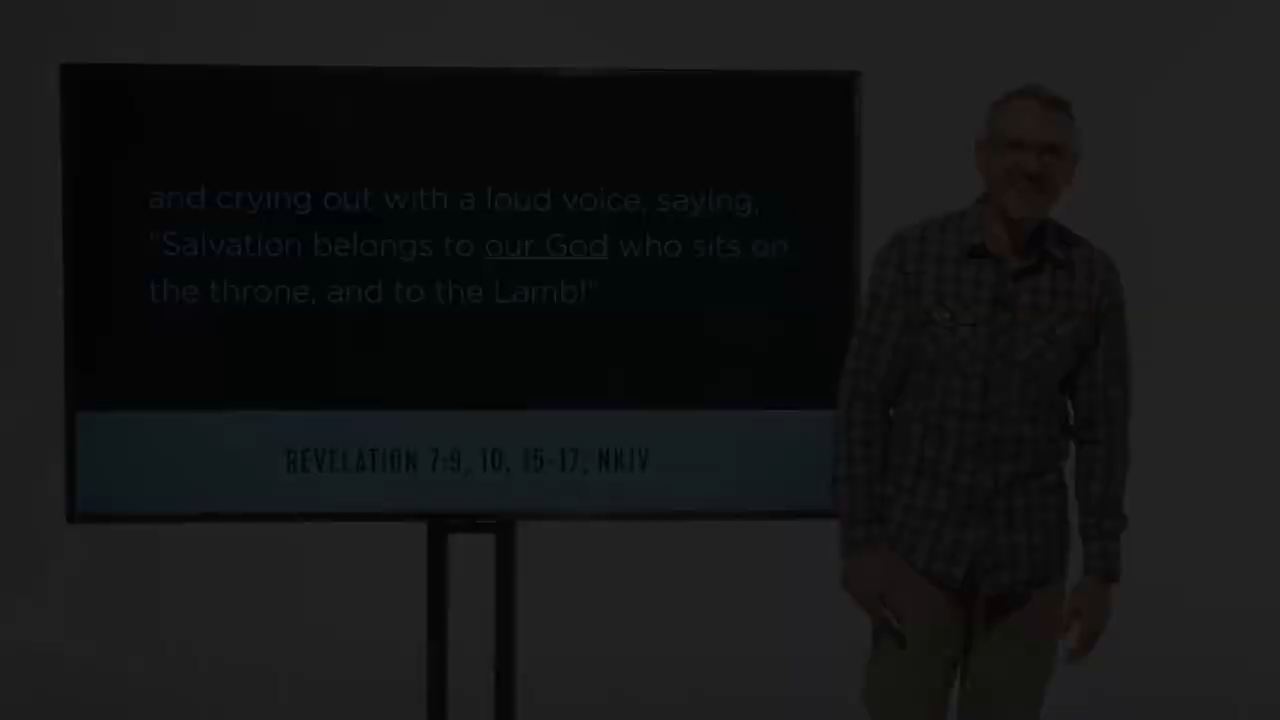 and crying out with a loud voice, saying,
"Salvation belongs to our God who sits on
the throne, and to the Lamb!"
REVELATION 7:9, 10, 15-17, NKJV